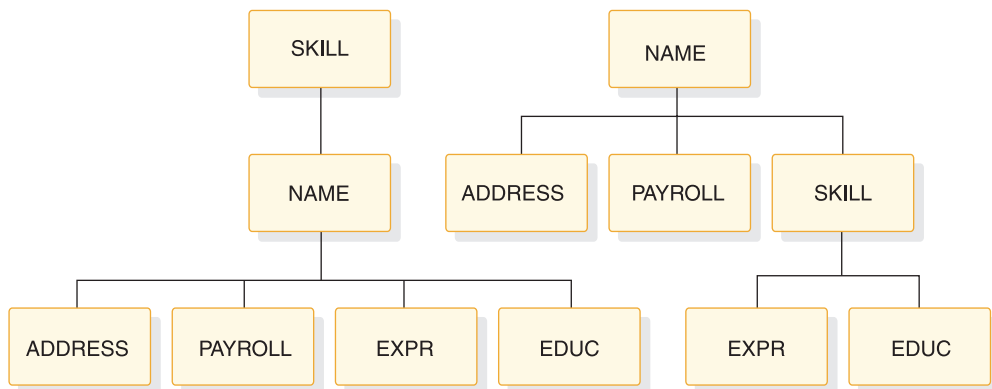 SKILL
NAME
NAME
ADDRESS
PAYROLL
SKILL
ADDRESS
PAYROLL
EXPR
EDUC
EXPR
EDUC